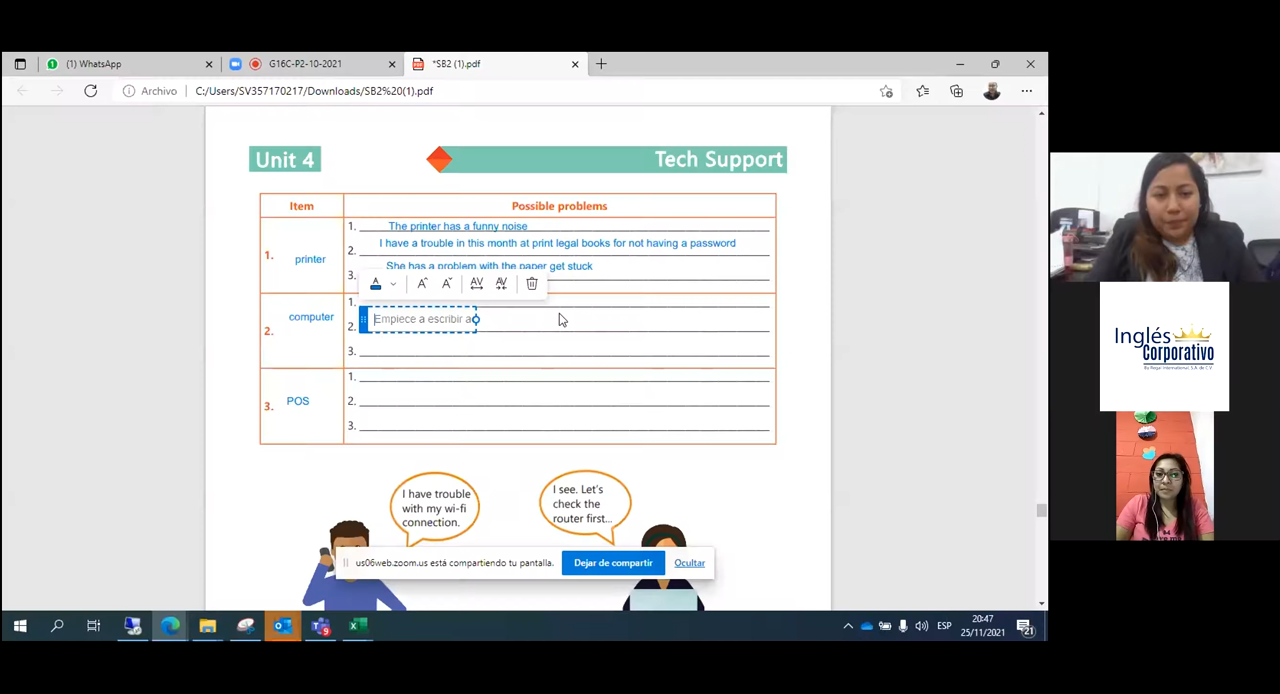 (1) WhatsApp
G16C-P2-10-2021
*SB2 (1).pdf
Archivo
C:/Users/SV357170217/Downloads/SB2%20(1).pdf
Unit 4
Tech Support
Item
Possible problems
1. printer
1. The printer has a funny noise
2. I have a trouble in this month at print legal books for not having a password
3. She has a problem with the paper get stuck
2. computer
1.
2. Empiece a escribir a
3.
3. POS
1.
2.
3.
I have trouble
with my wi-fi
connection.
I see. Let's
check the
router first...
us06web.zoom.us está compartiendo tu pantalla.
Dejar de compartir
Ocultar
ESP
20:47
25/11/2021
21
Inglés
Corporativo
By Regal International, S.A. de C.V.